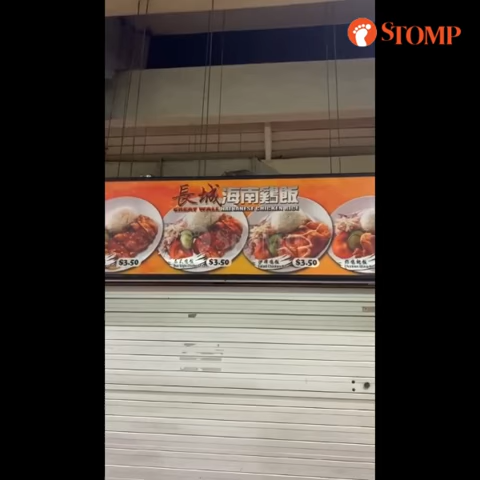 STOMP
長城海南雞飯
GREAT WALL HAINANESE CHICKEN RICE
$3.50
$3.50
$3.50